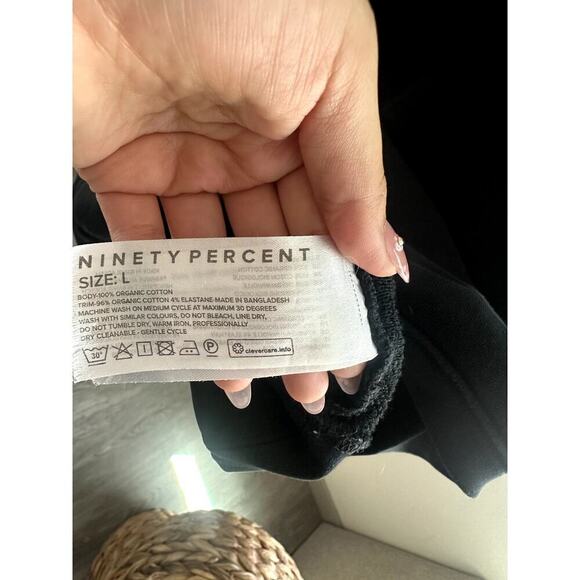 NINETY PERCENT
SIZE: L
BODY-100% ORGANIC COTTON
TRIM-96% ORGANIC COTTON 4% ELASTANE-MADE IN BANGLADESH
MACHINE WASH ON MEDIUM CYCLE AT MAXIMUM 30 DEGREES
WASH WITH SIMILAR COLOURS, DO NOT BLEACH, LINE DRY,
DO NOT TUMBLE DRY, WARM IRON, PROFESSIONALLY
DRY CLEANABLE - GENTLE CYCLE
30° P clevercare.info